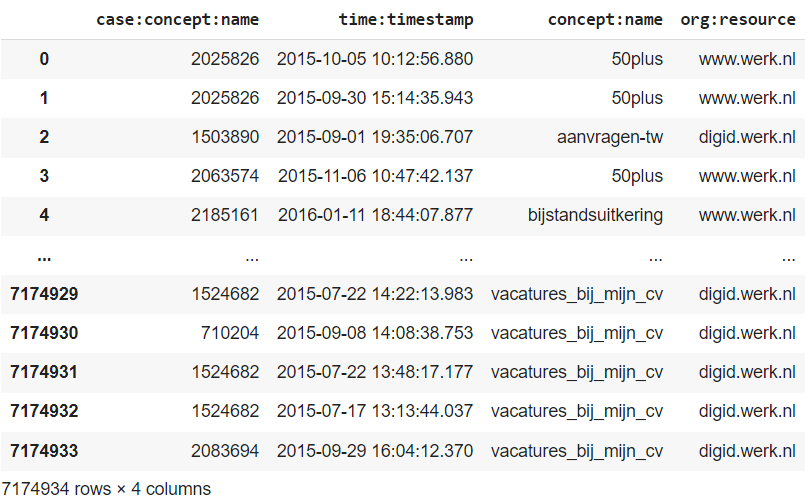 case:concept:name time:timestamp concept:name org:resource
0 2025826 2015-10-05 10:12:56.880 50plus www.werk.nl
1 2025826 2015-09-30 15:14:35.943 50plus www.werk.nl
2 1503890 2015-09-01 19:35:06.707 aanvragen-tw digid.werk.nl
3 2063574 2015-11-06 10:47:42.137 50plus www.werk.nl
4 2185161 2016-01-11 18:44:07.877 bijstandsuitkering www.werk.nl
... ... ... ... ...
7174929 1524682 2015-07-22 14:22:13.983 vacatures_bij_mijn_cv digid.werk.nl
7174930 710204 2015-09-08 14:08:38.753 vacatures_bij_mijn_cv digid.werk.nl
7174931 1524682 2015-07-22 13:48:17.177 vacatures_bij_mijn_cv digid.werk.nl
7174932 1524682 2015-07-17 13:13:44.037 vacatures_bij_mijn_cv digid.werk.nl
7174933 2083694 2015-09-29 16:04:12.370 vacatures_bij_mijn_cv digid.werk.nl
7174934 rows × 4 columns